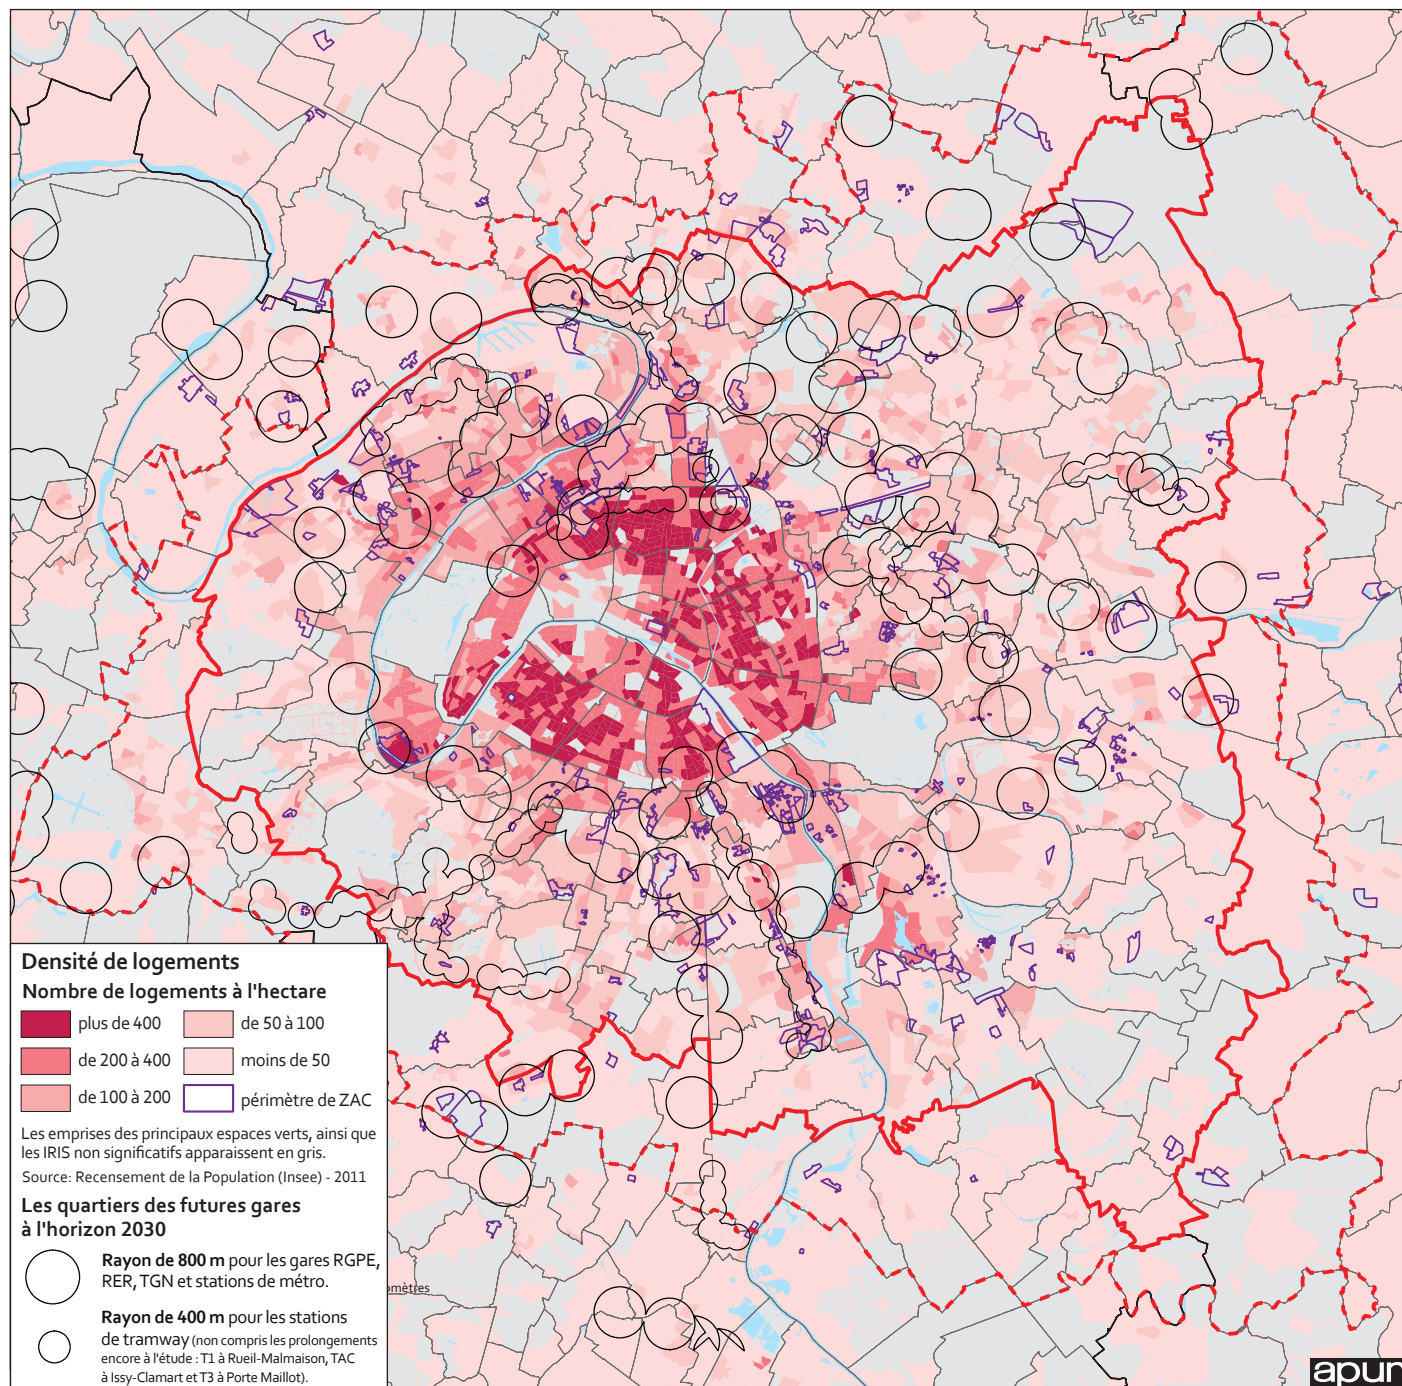 Densité de logements
Nombre de logements à l'hectare
plus de 400
de 50 à 100
de 200 à 400
moins de 50
de 100 à 200
périmètre de ZAC
Les emprises des principaux espaces verts, ainsi que
les IRIS non significatifs apparaissent en gris.
Source: Recensement de la Population (Insee) - 2011
Les quartiers des futures gares
à l'horizon 2030
Rayon de 800 m pour les gares RGPE,
RER, TGN et stations de métro.
Rayon de 400 m pour les stations
de tramway (non compris les prolongements
encore à l'étude : T1 à Rueil-Malmaison, TAC
à Issy-Clamart et T3 à Porte Maillot).
omètres
apur